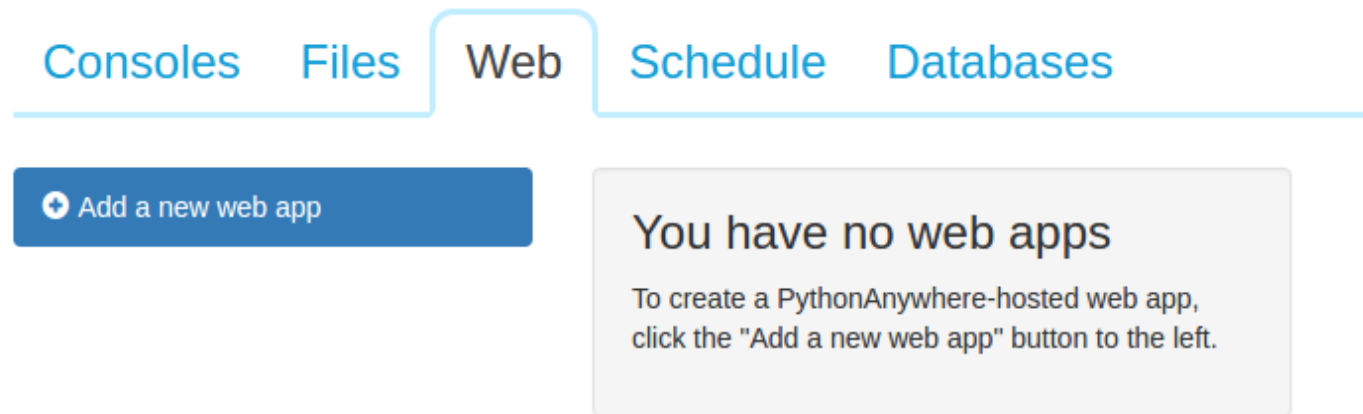 Consoles Files Web Schedule Databases
Add a new web app
You have no web apps
To create a PythonAnywhere-hosted web app,
click the "Add a new web app" button to the left.